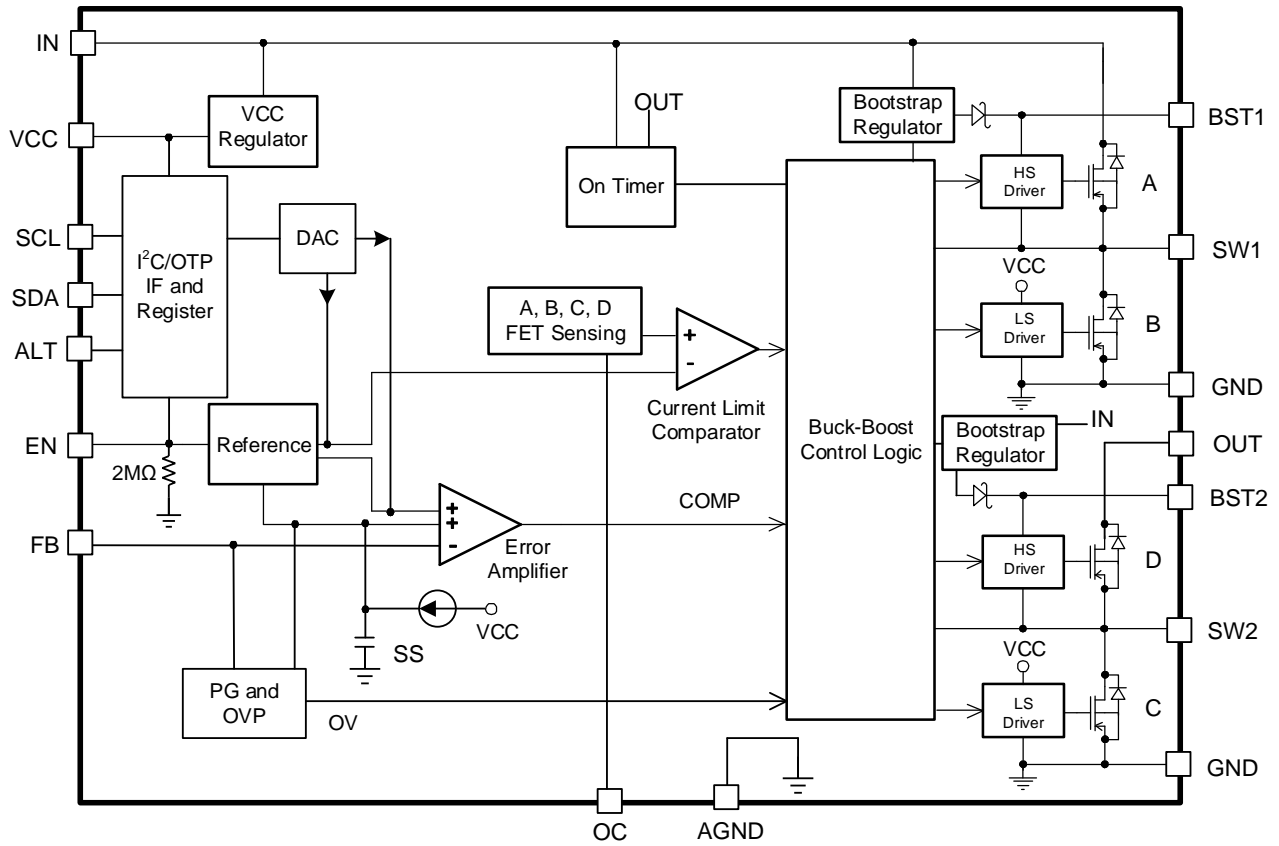 IN
VCC
Regulator
OUT
Bootstrap
Regulator
BST1
VCC
On Timer
HS
Driver
A
SCL
DAC
I²C/OTP
IF and
Register
SW1
VCC
SDA
A, B, C, D
FET Sensing
+
-
LS
Driver
B
ALT
Current Limit
Comparator
GND
EN
Reference
Buck-Boost
Control Logic
Bootstrap
Regulator
IN
OUT
2MΩ
BST2
COMP
+
+
-
FB
Error
Amplifier
HS
Driver
D
VCC
SS
SW2
VCC
PG and
OVP
OV
LS
Driver
C
GND
OC
AGND